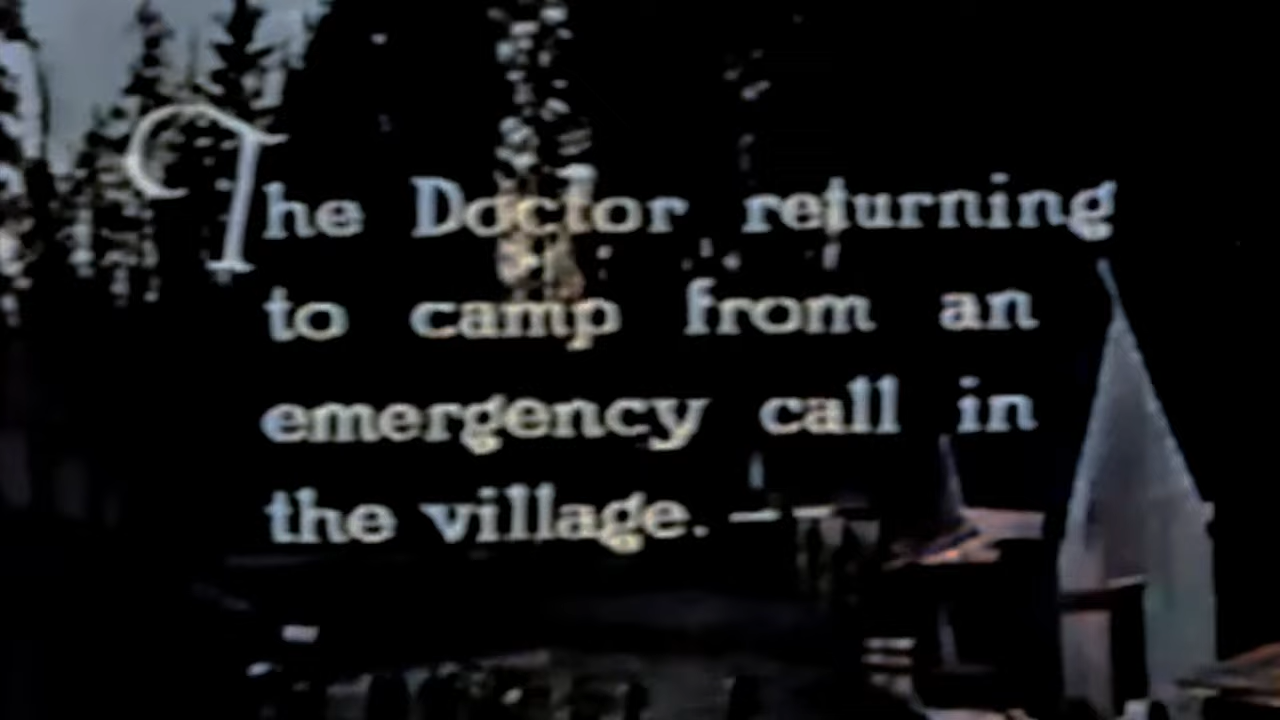 The Doctor returning
to camp from an
emergency call in
the village. —